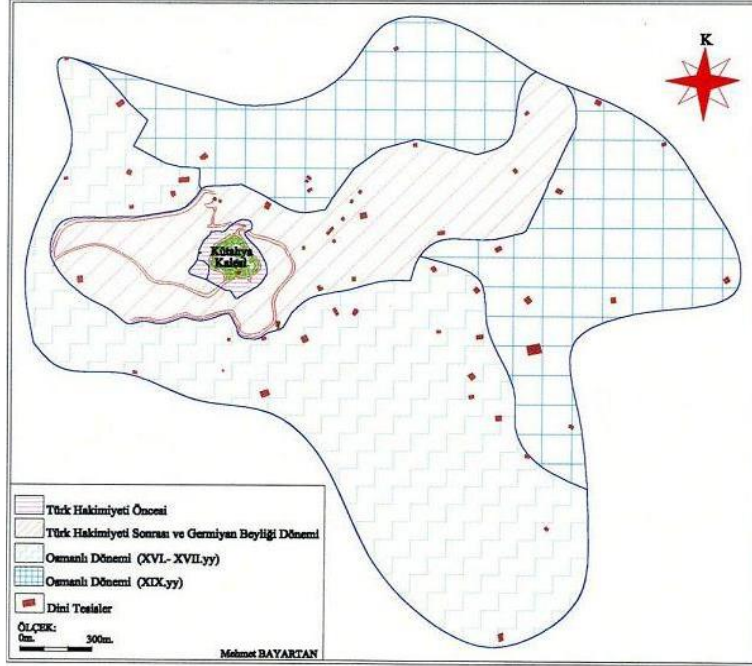 K
Kütahya
Kalesi
Türk Hakimiyeti Öncesi
Türk Hakimiyeti Sonrası ve Germiyan Beyliği Dönemi
Osmanlı Dönemi (XVI.- XVII.yy)
Osmanlı Dönemi (XIX.yy)
Dini Tesisler
ÖLÇEK:
0m. 300m.
Mehmet BAYARTAN